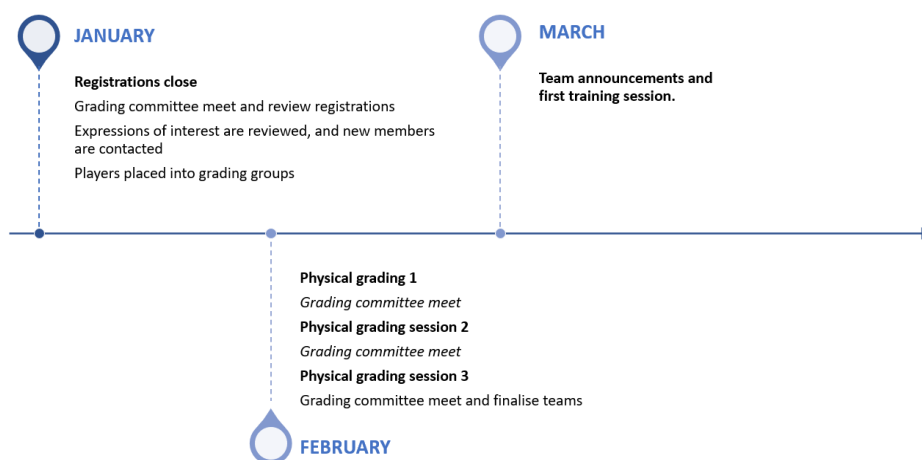 JANUARY
Registrations close
Grading committee meet and review registrations
Expressions of interest are reviewed, and new members
are contacted
Players placed into grading groups
MARCH
Team announcements and
first training session.
Physical grading 1
Grading committee meet
Physical grading session 2
Grading committee meet
Physical grading session 3
Grading committee meet and finalise teams
FEBRUARY